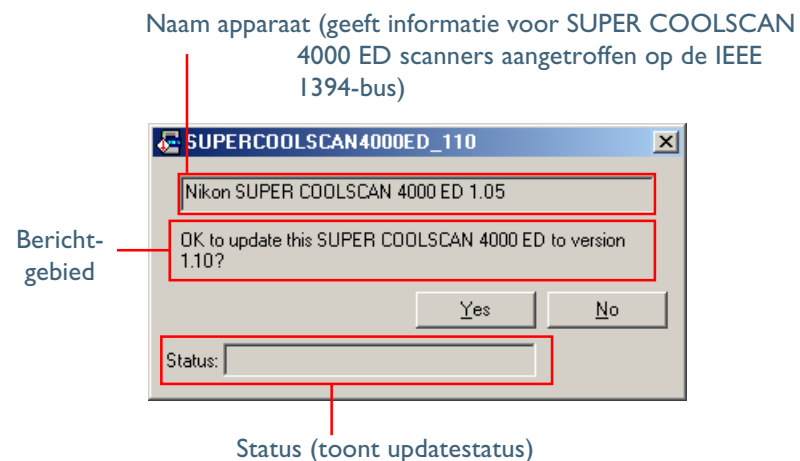 Naam apparaat (geeft informatie voor SUPER COOLSCAN
4000 ED scanners aangetroffen op de IEEE
1394-bus)
SUPERCOOLSCAN4000ED_110
Nikon SUPER COOLSCAN 4000 ED 1.05
Bericht-
gebied
OK to update this SUPER COOLSCAN 4000 ED to version
1.10?
Yes No
Status:
Status (toont updatestatus)